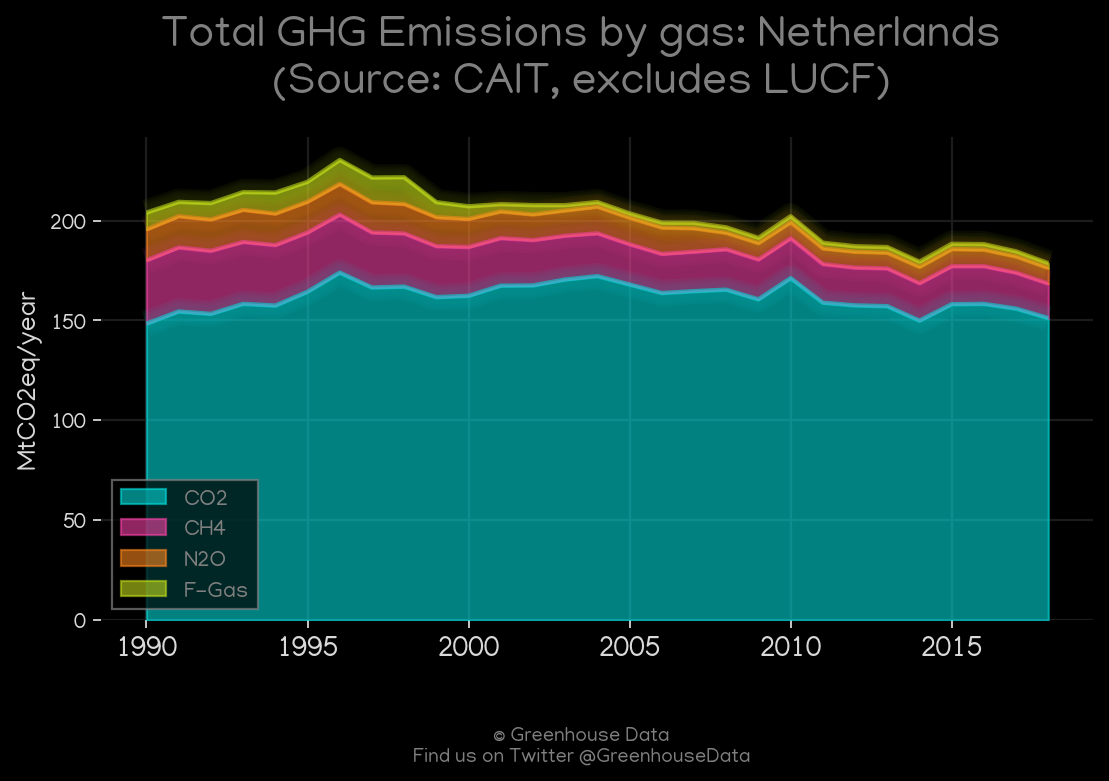 Total GHG Emissions by gas: Netherlands
(Source: CAIT, excludes LUCF)
MtCO2eq/year
200
150
100
50
0
CO2
CH4
N2O
F-Gas
1990 1995 2000 2005 2010 2015
© Greenhouse Data
Find us on Twitter @GreenhouseData